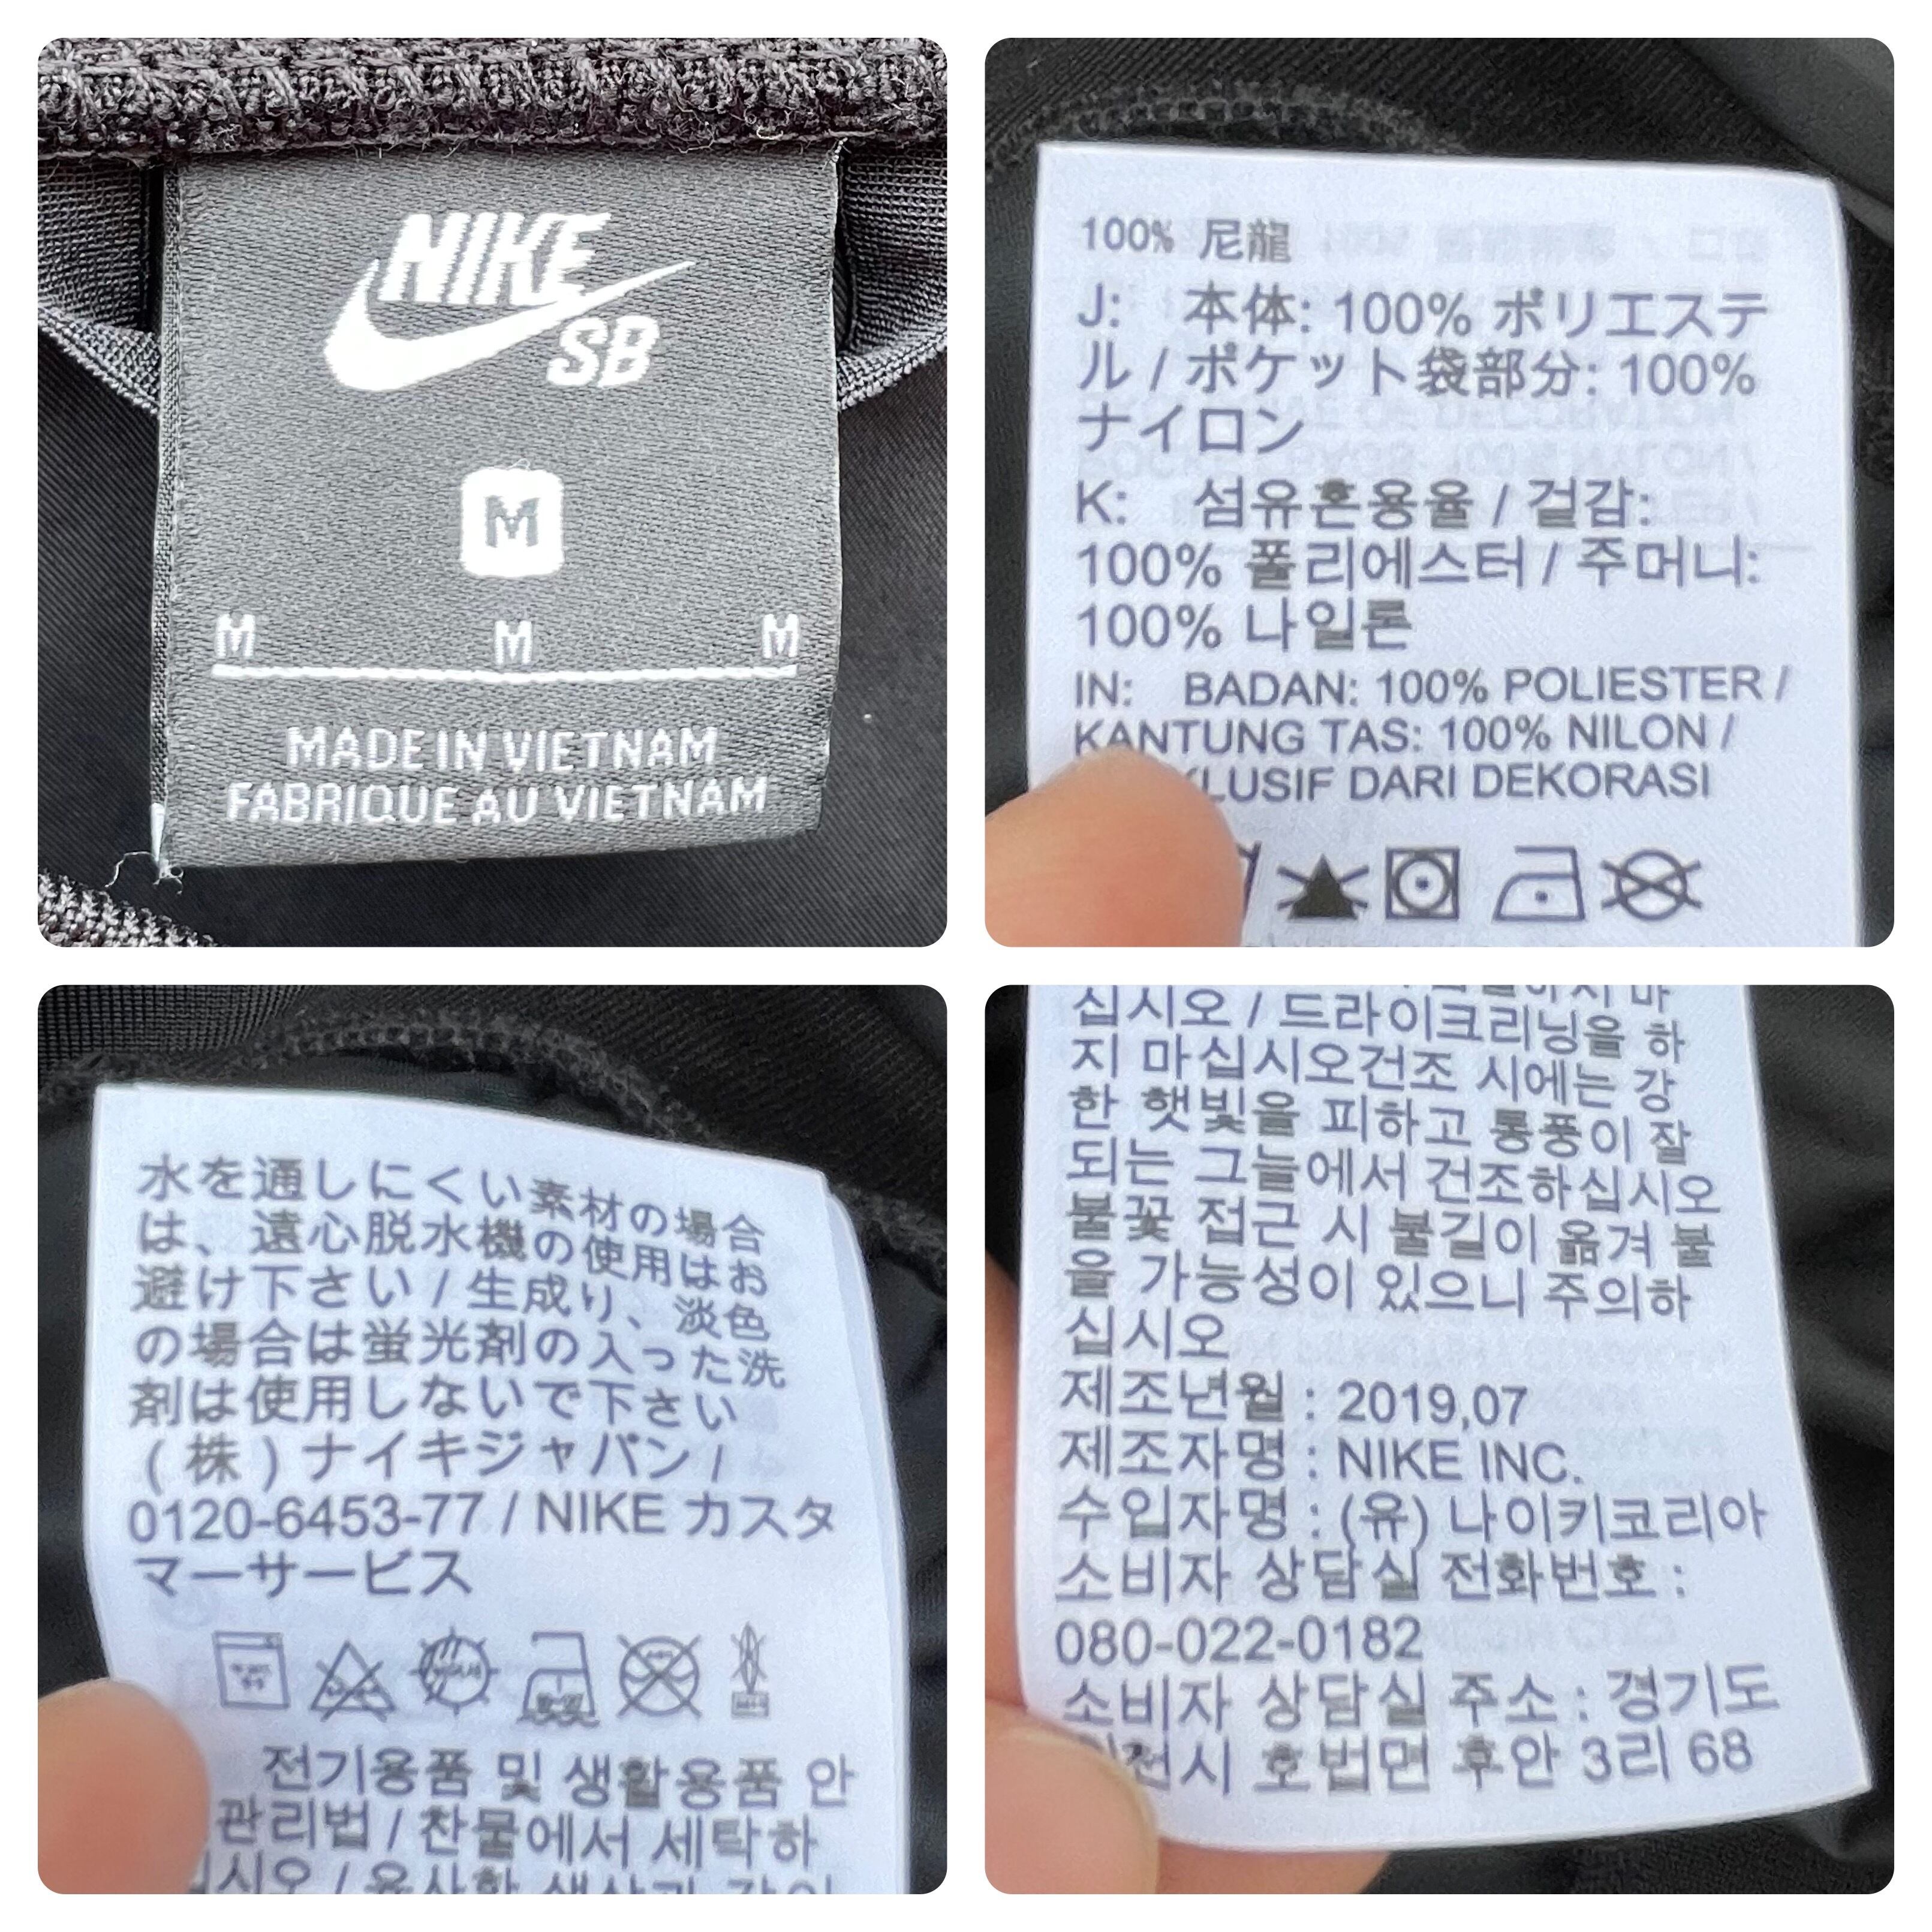 NIKE
SB
M
M M M
MADE IN VIETNAM
FABRIQUE AU VIETNAM
100% 尼龍
J: 本体: 100% ポリエステ
ル / ポケット袋部分: 100%
ナイロン
K: 섬유혼용율 / 겉감:
100% 폴리에스터 / 주머니:
100% 나일론
IN: BADAN: 100% POLIESTER /
KANTUNG TAS: 100% NILON /
DARI DEKORASI
水を通しにくい素材の場合
は、遠心脱水機の使用はお
避け下さい / 生成り、淡色
の場合は蛍光剤の入った洗
剤は使用しないで下さい
(株) ナイキジャパン /
0120-6453-77 / NIKE カスタ
マーサービス
전기용품 및 생활용품 안
관리법 / 찬물에서 세탁하
십시오 / 드라이크리닝을 하
지 마십시오건조 시에는 강
한 햇빛을 피하고 통풍이 잘
되는 그늘에서 건조하십시오
불꽃 접근 시 불길이 옮겨 붙
을 가능성이 있으니 주의하
십시오
제조년월 : 2019,07
제조자명 : NIKE INC.
수입자명 : (유) 나이키코리아
소비자 상담실 전화번호 :
080-022-0182
소비자 상담실 주소 : 경기도
호법면 후안 3리 68